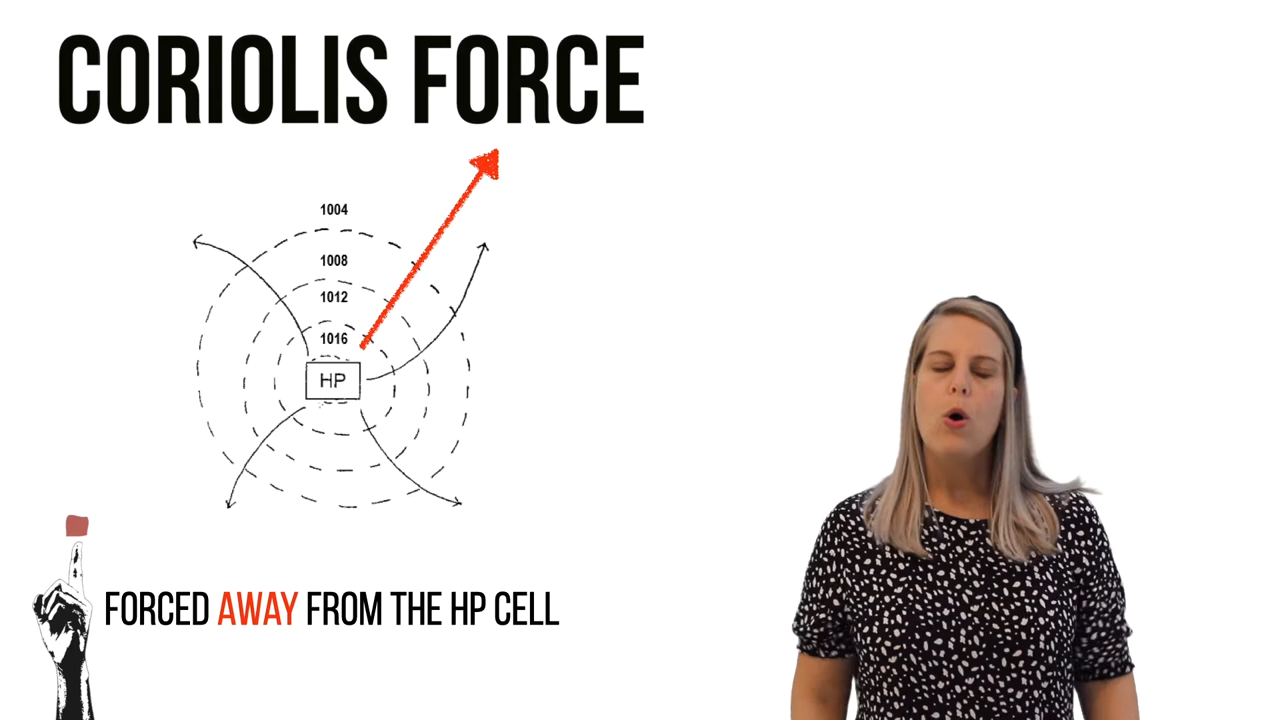 CORIOLIS FORCE
1004
1008
1012
1016
HP
FORCED AWAY FROM THE HP CELL